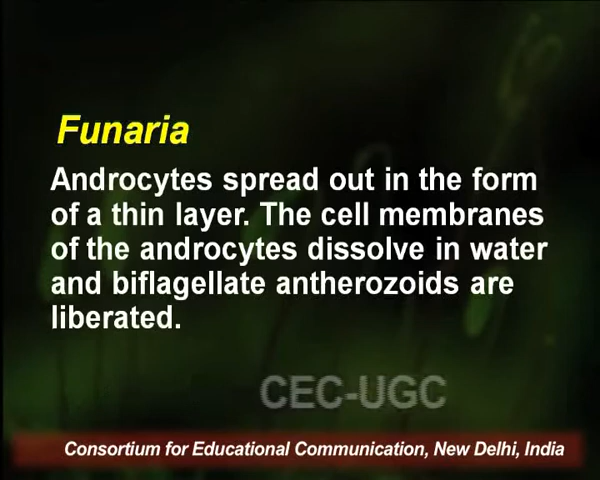 Funaria
Androcytes spread out in the form
of a thin layer. The cell membranes
of the androcytes dissolve in water
and biflagellate antherozoids are
liberated.
CEC-UGC
Consortium for Educational Communication, New Delhi, India